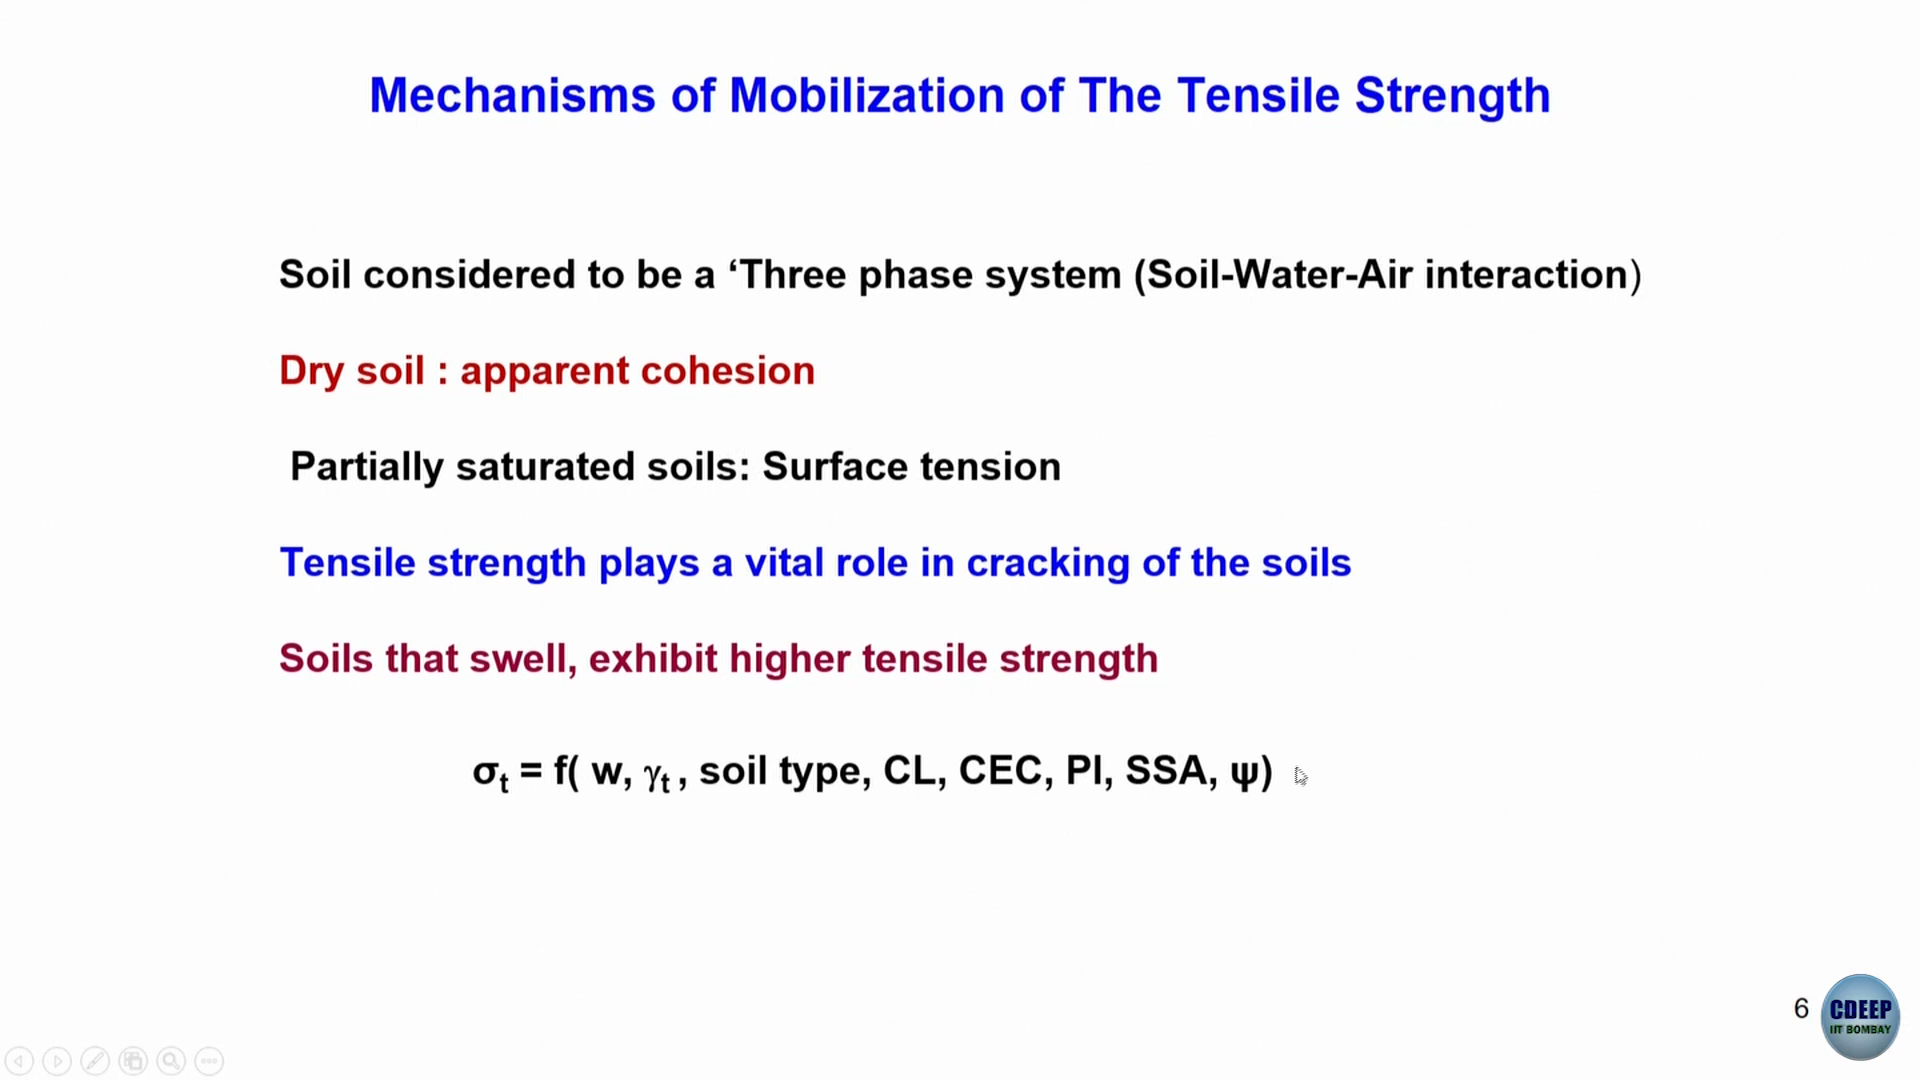 Mechanisms of Mobilization of The Tensile Strength
Soil considered to be a ‘Three phase system (Soil-Water-Air interaction)
Dry soil : apparent cohesion
Partially saturated soils: Surface tension
Tensile strength plays a vital role in cracking of the soils
Soils that swell, exhibit higher tensile strength
σt = f( w, γt , soil type, CL, CEC, PI, SSA, ψ)
6
CDEEP
IIT BOMBAY